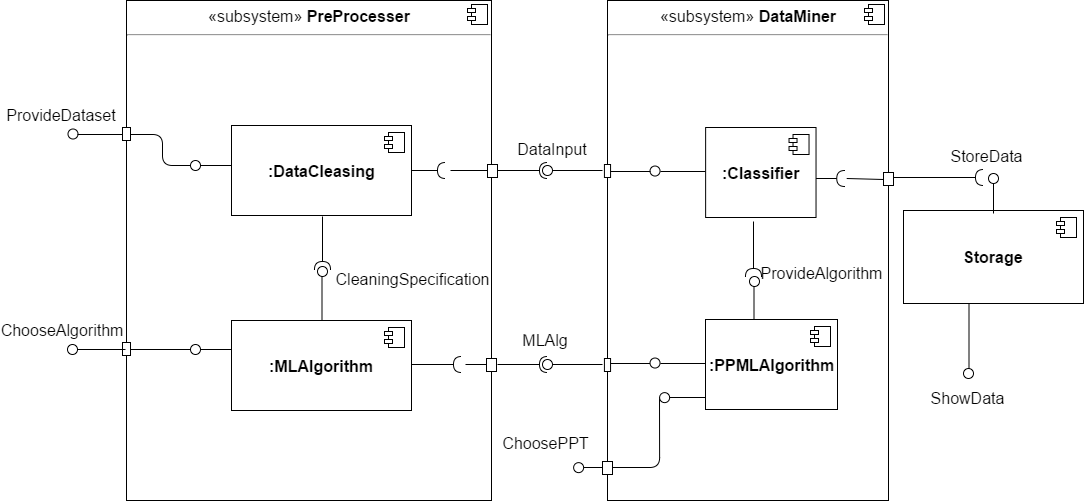 «subsystem» PreProcesser
«subsystem» DataMiner
ProvideDataset
:DataCleasing
DataInput
:Classifier
StoreData
Storage
CleaningSpecification
ProvideAlgorithm
ChooseAlgorithm
:MLAlgorithm
MLAlg
:PPMLAlgorithm
ShowData
ChoosePPT